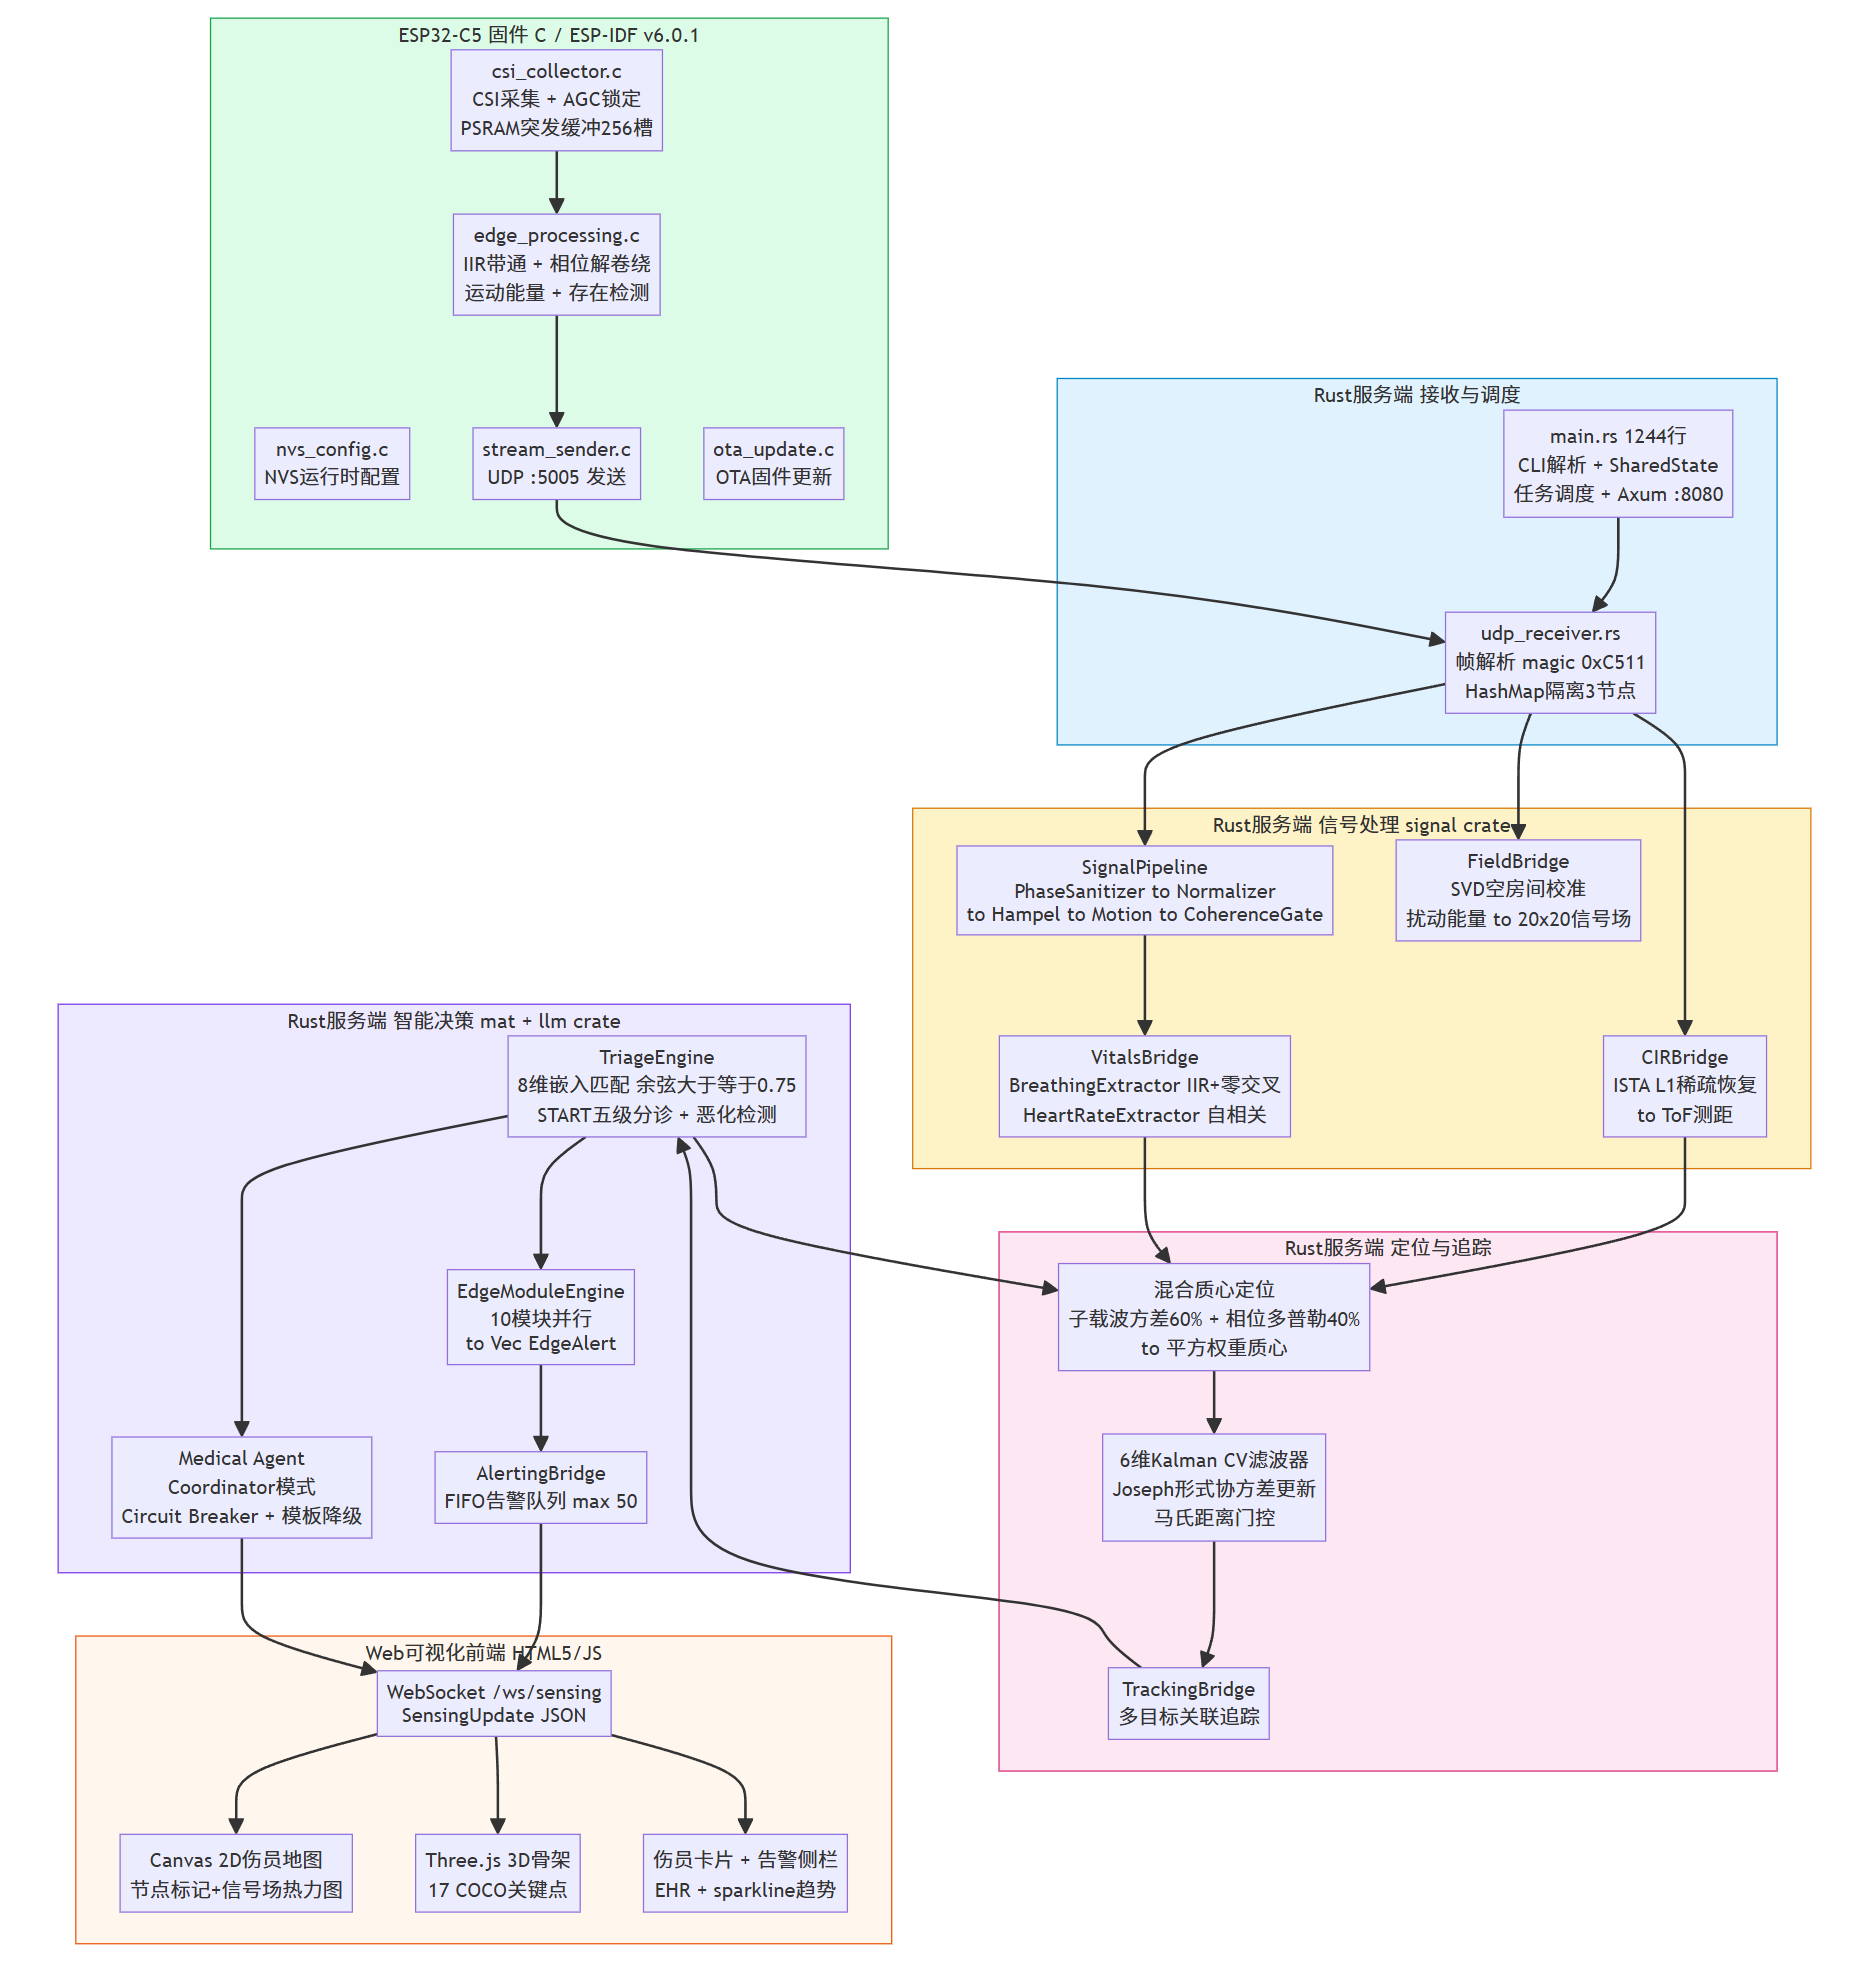 ESP32-C5 固件 C / ESP-IDF v6.0.1
csi_collector.c
CSI采集 + AGC锁定
PSRAM突发缓冲256槽
edge_processing.c
IIR带通 + 相位解卷绕
运动能量 + 存在检测
nvs_config.c
NVS运行时配置
stream_sender.c
UDP :5005 发送
ota_update.c
OTA固件更新
Rust服务端 接收与调度
main.rs 1244行
CLI解析 + SharedState
任务调度 + Axum :8080
udp_receiver.rs
帧解析 magic 0xC511
HashMap隔离3节点
Rust服务端 信号处理 signal crate
SignalPipeline
PhaseSanitizer to Normalizer
to Hampel to Motion to CoherenceGate
FieldBridge
SVD空房间校准
扰动能量 to 20x20信号场
VitalsBridge
BreathingExtractor IIR+零交叉
HeartRateExtractor 自相关
CIRBridge
ISTA L1稀疏恢复
to ToF测距
Rust服务端 智能决策 mat + llm crate
TriageEngine
8维嵌入匹配 余弦大于等于0.75
START五级分诊 + 恶化检测
EdgeModuleEngine
10模块并行
to Vec EdgeAlert
Medical Agent
Coordinator模式
Circuit Breaker + 模板降级
AlertingBridge
FIFO告警队列 max 50
Rust服务端 定位与追踪
混合质心定位
子载波方差60% + 相位多普勒40%
to 平方权重质心
6维Kalman CV滤波器
Joseph形式协方差更新
马氏距离门控
TrackingBridge
多目标关联追踪
Web可视化前端 HTML5/JS
WebSocket /ws/sensing
SensingUpdate JSON
Canvas 2D伤员地图
节点标记+信号场热力图
Three.js 3D骨架
17 COCO关键点
伤员卡片 + 告警侧栏
EHR + sparkline趋势